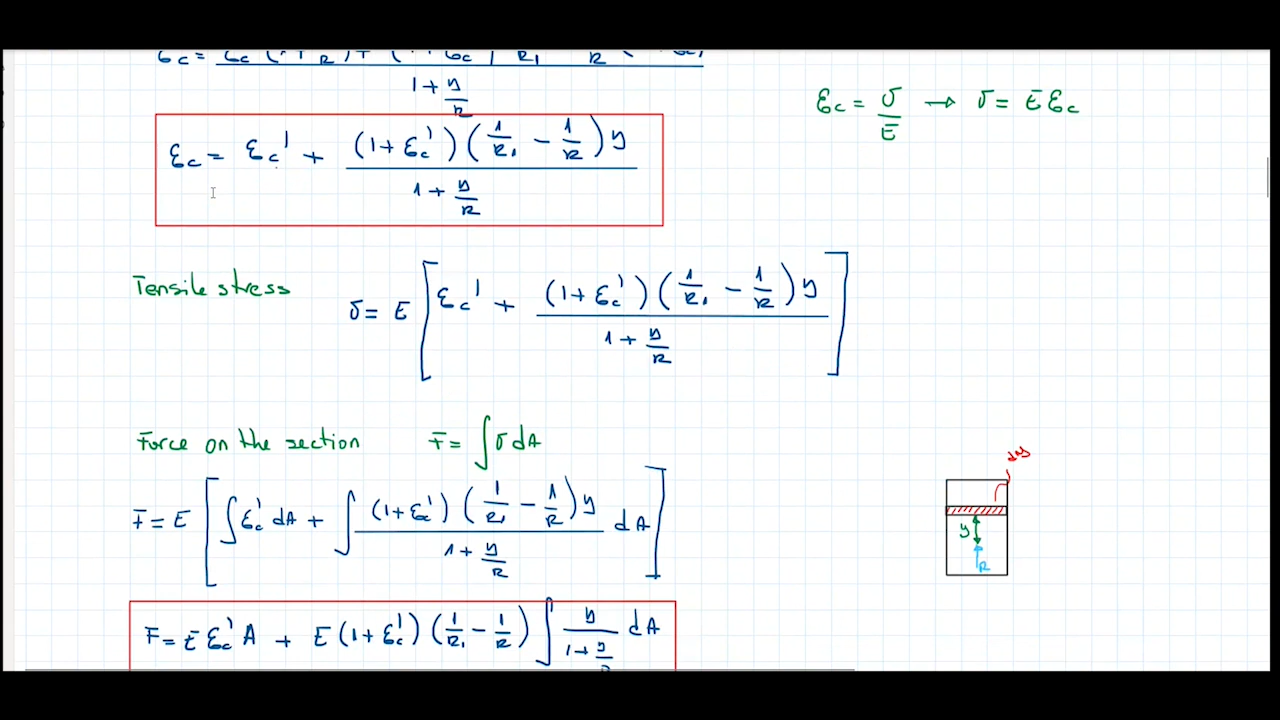 1 + y/R
εc = σ/E → σ = E εc
εc = εc' + (1 + εc')(1/R1 − 1/R)y / (1 + y/R)
Tensile stress
σ = E [εc' + (1 + εc')(1/R1 − 1/R)y / (1 + y/R)]
Force on the section F = ∫σ dA
dy
F = E [∫εc' dA + ∫ (1 + εc')(1/R1 − 1/R)y / (1 + y/R) dA]
y
R
F = E εc' A + E (1 + εc')(1/R1 − 1/R) ∫ y / (1 + y/R) dA